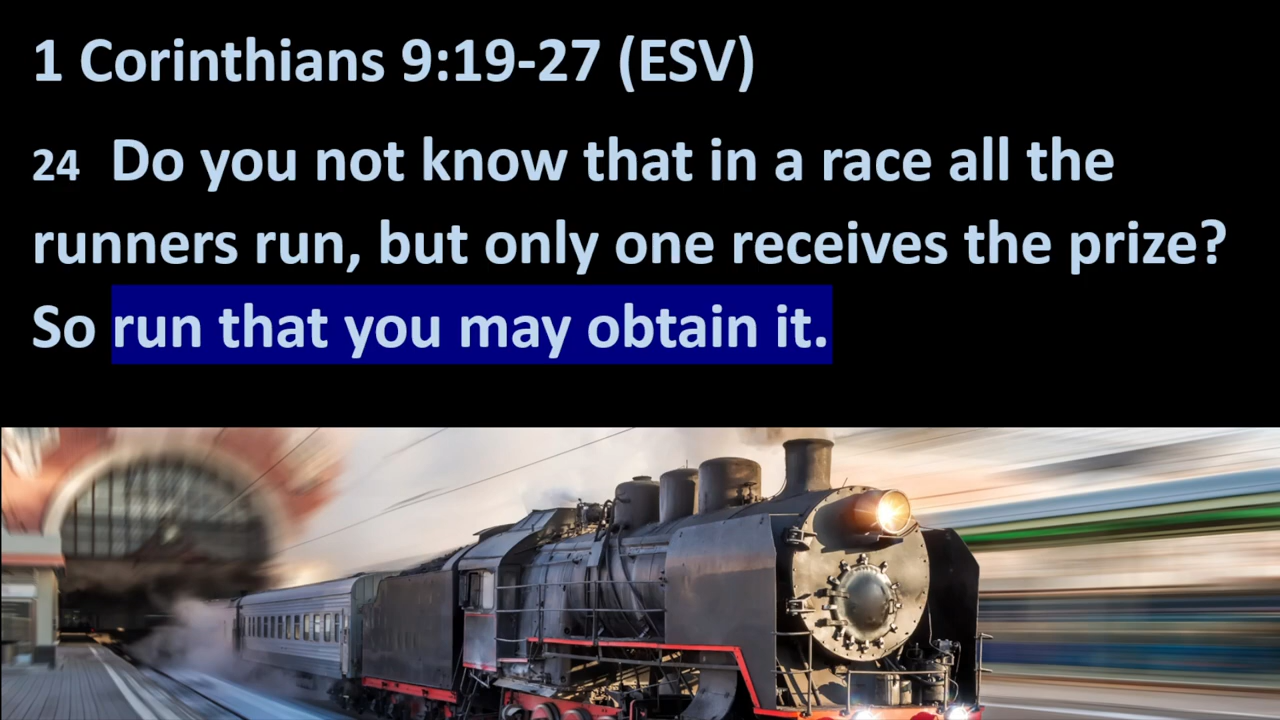 1 Corinthians 9:19-27 (ESV)
24 Do you not know that in a race all the
runners run, but only one receives the prize?
So run that you may obtain it.